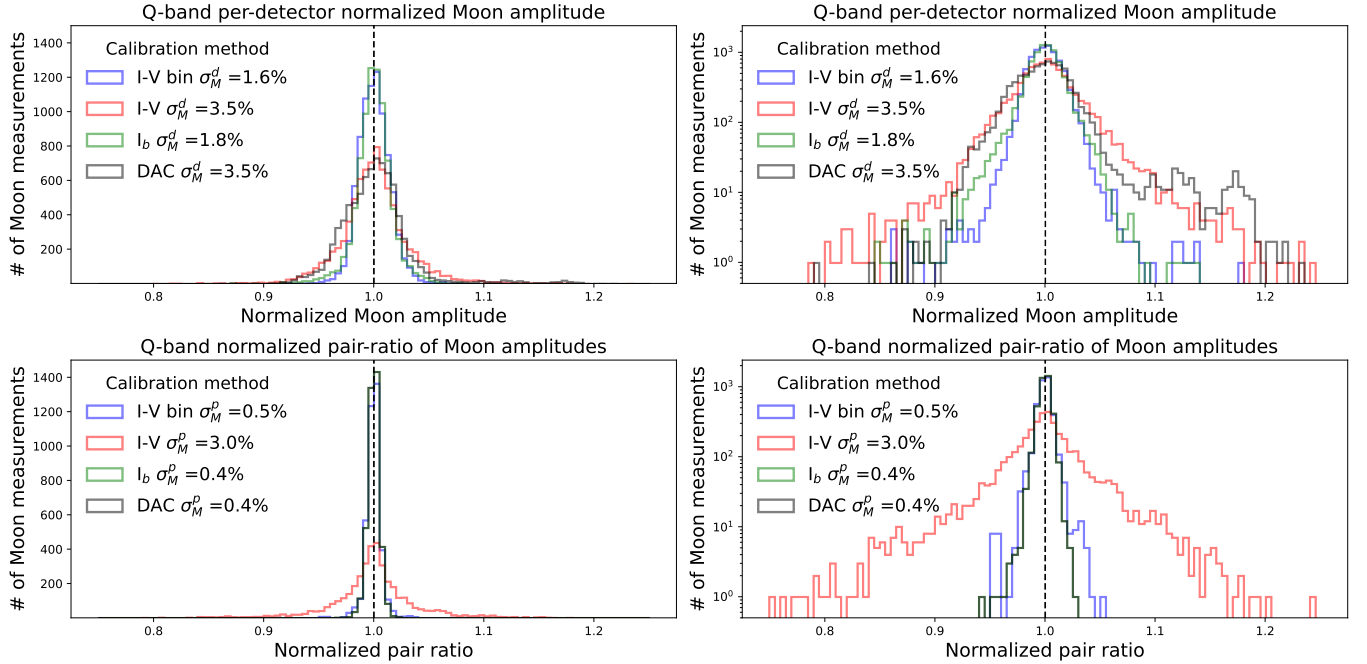 Q-band per-detector normalized Moon amplitude
# of Moon measurements
1400
1200
1000
800
600
400
200
Calibration method
I-V bin σ_M^d =1.6%
I-V σ_M^d =3.5%
I_b σ_M^d =1.8%
DAC σ_M^d =3.5%
0.8 0.9 1.0 1.1 1.2
Normalized Moon amplitude
Q-band per-detector normalized Moon amplitude
# of Moon measurements
10^3
10^2
10^1
10^0
Calibration method
I-V bin σ_M^d =1.6%
I-V σ_M^d =3.5%
I_b σ_M^d =1.8%
DAC σ_M^d =3.5%
0.8 0.9 1.0 1.1 1.2
Normalized Moon amplitude
Q-band normalized pair-ratio of Moon amplitudes
# of Moon measurements
1400
1200
1000
800
600
400
200
Calibration method
I-V bin σ_M^p =0.5%
I-V σ_M^p =3.0%
I_b σ_M^p =0.4%
DAC σ_M^p =0.4%
0.8 0.9 1.0 1.1 1.2
Normalized pair ratio
Q-band normalized pair-ratio of Moon amplitudes
# of Moon measurements
10^3
10^2
10^1
10^0
Calibration method
I-V bin σ_M^p =0.5%
I-V σ_M^p =3.0%
I_b σ_M^p =0.4%
DAC σ_M^p =0.4%
0.8 0.9 1.0 1.1 1.2
Normalized pair ratio